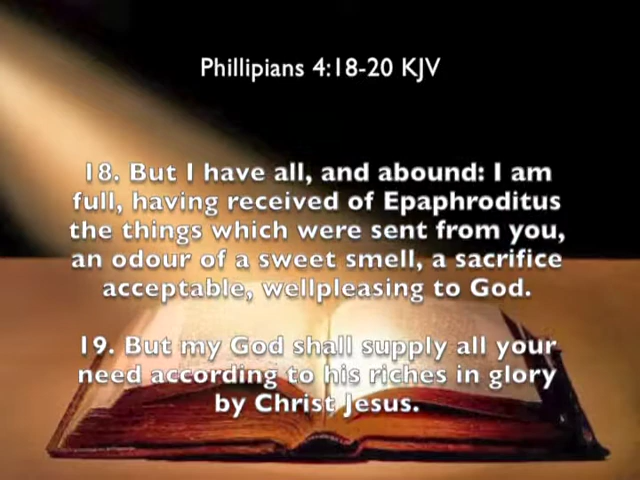 Phillipians 4:18-20 KJV
18. But I have all, and abound: I am
full, having received of Epaphroditus
the things which were sent from you,
an odour of a sweet smell, a sacrifice
acceptable, wellpleasing to God.
19. But my God shall supply all your
need according to his riches in glory
by Christ Jesus.